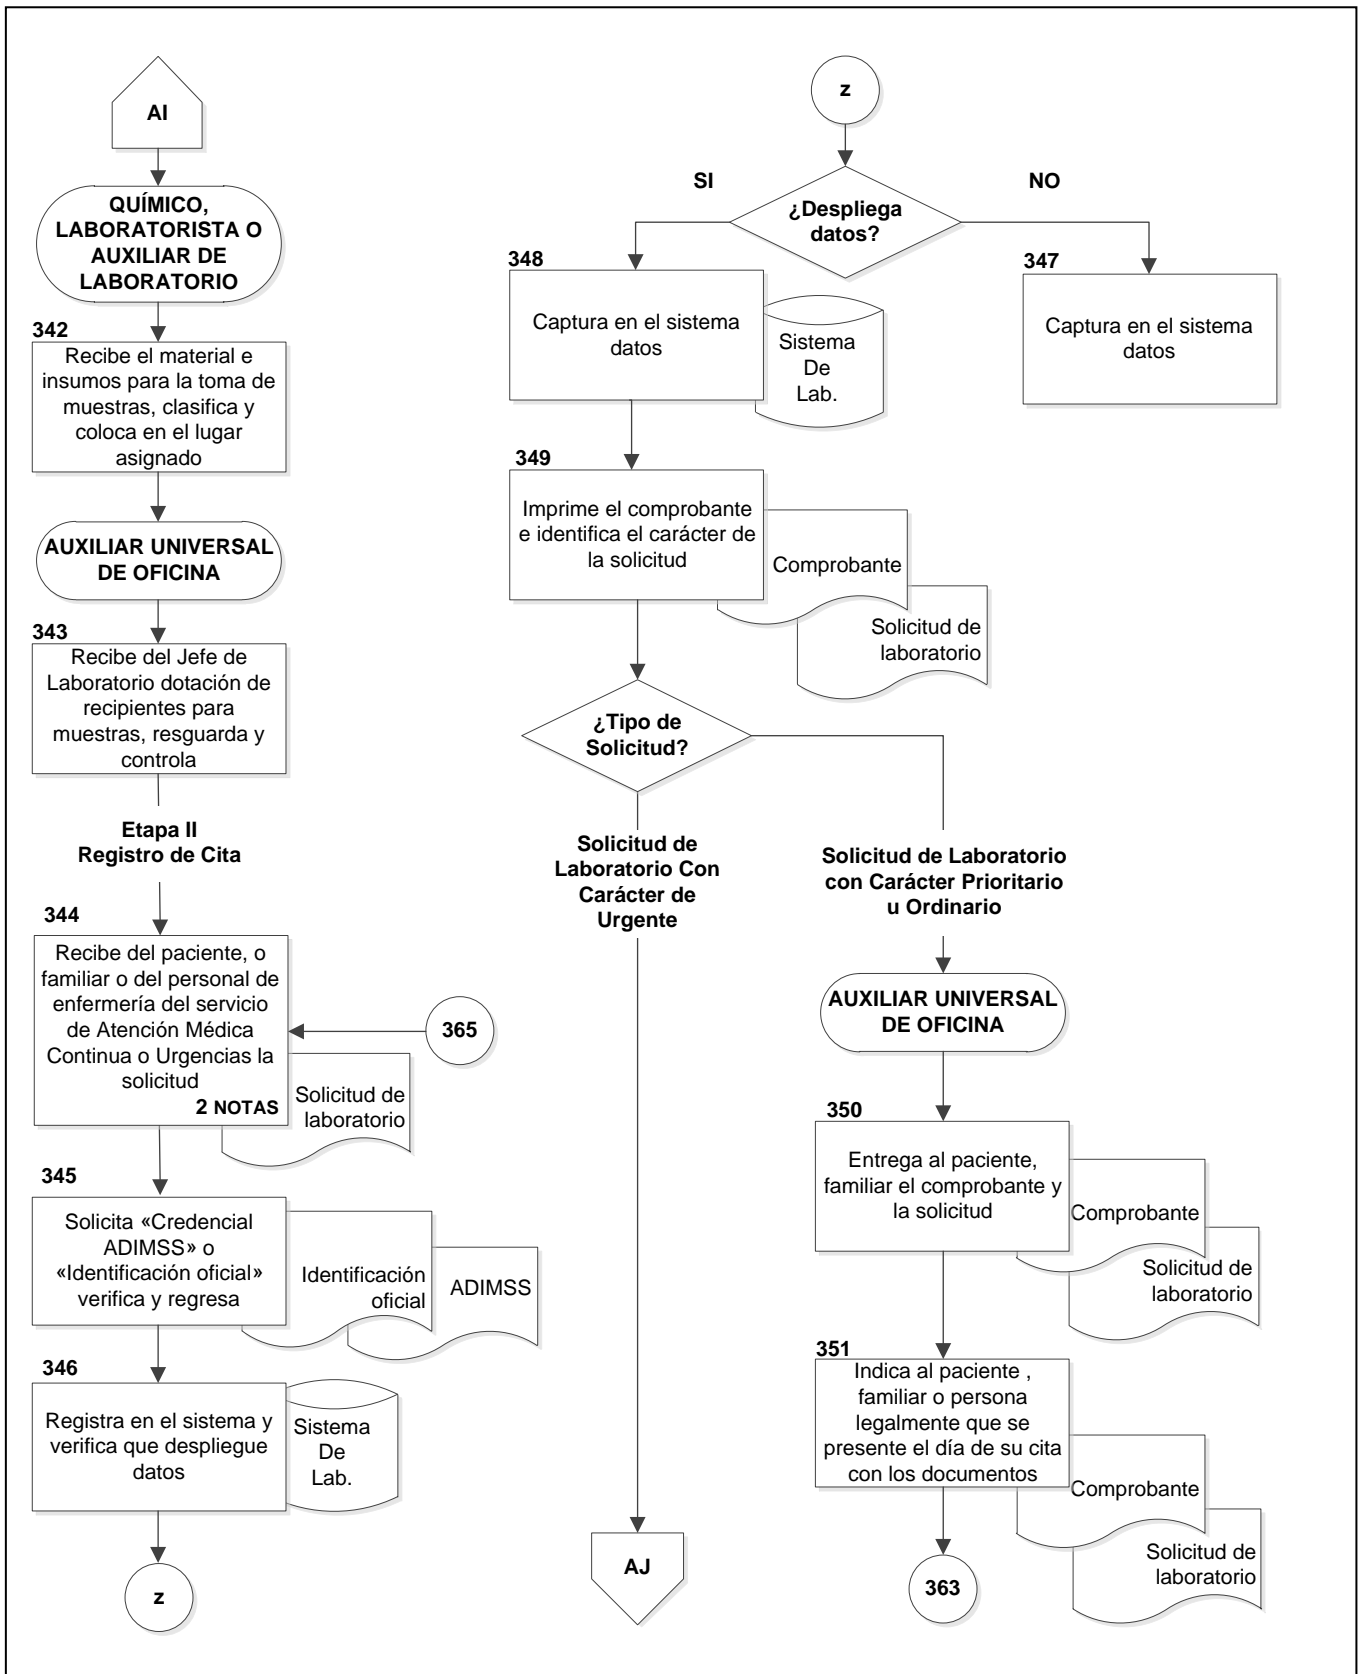 AI
QUÍMICO,
LABORATORISTA O
AUXILIAR DE
LABORATORIO
342
Recibe el material e
insumos para la toma de
muestras, clasifica y
coloca en el lugar
asignado
AUXILIAR UNIVERSAL
DE OFICINA
343
Recibe del Jefe de
Laboratorio dotación de
recipientes para
muestras, resguarda y
controla
Etapa II
Registro de Cita
344
Recibe del paciente, o
familiar o del personal de
enfermería del servicio
de Atención Médica
Continua o Urgencias la
solicitud
2 NOTAS
365
Solicitud de
laboratorio
345
Solicita «Credencial
ADIMSS» o
«Identificación oficial»
verifica y regresa
Identificación
oficial
ADIMSS
346
Registra en el sistema y
verifica que despliegue
datos
Sistema
De
Lab.
z
z
¿Despliega
datos?
SI
NO
348
Captura en el sistema
datos
Sistema
De
Lab.
347
Captura en el sistema
datos
349
Imprime el comprobante
e identifica el carácter de
la solicitud
Comprobante
Solicitud de
laboratorio
¿Tipo de
Solicitud?
Solicitud de
Laboratorio Con
Carácter de
Urgente
AJ
Solicitud de Laboratorio
con Carácter Prioritario
u Ordinario
AUXILIAR UNIVERSAL
DE OFICINA
350
Entrega al paciente,
familiar el comprobante y
la solicitud
Comprobante
Solicitud de
laboratorio
351
Indica al paciente ,
familiar o persona
legalmente que se
presente el día de su cita
con los documentos
Comprobante
Solicitud de
laboratorio
363